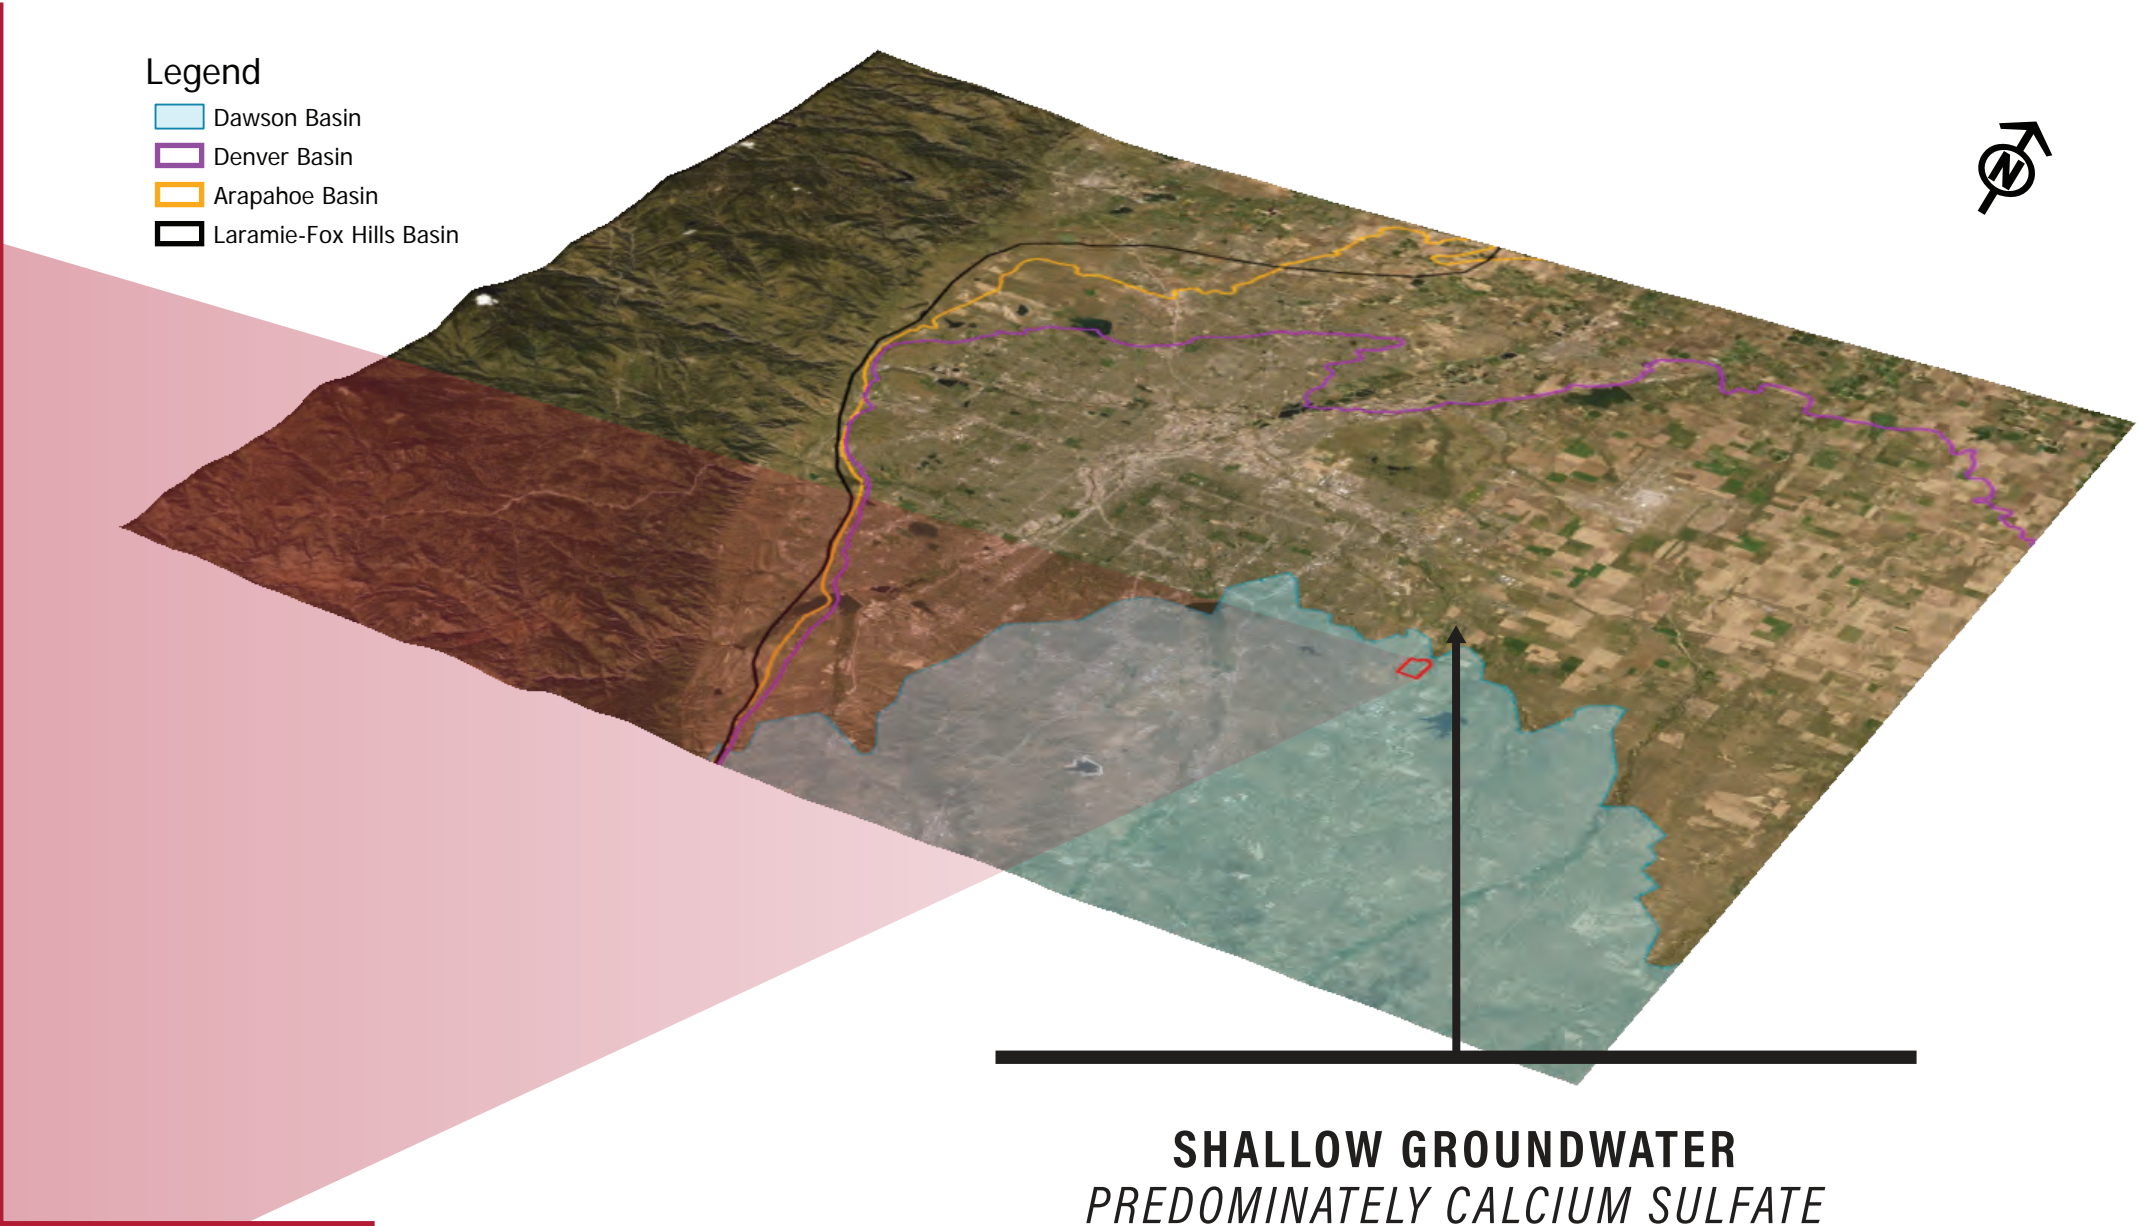 Legend
Dawson Basin
Denver Basin
Arapahoe Basin
Laramie-Fox Hills Basin
N
SHALLOW GROUNDWATER
PREDOMINATELY CALCIUM SULFATE